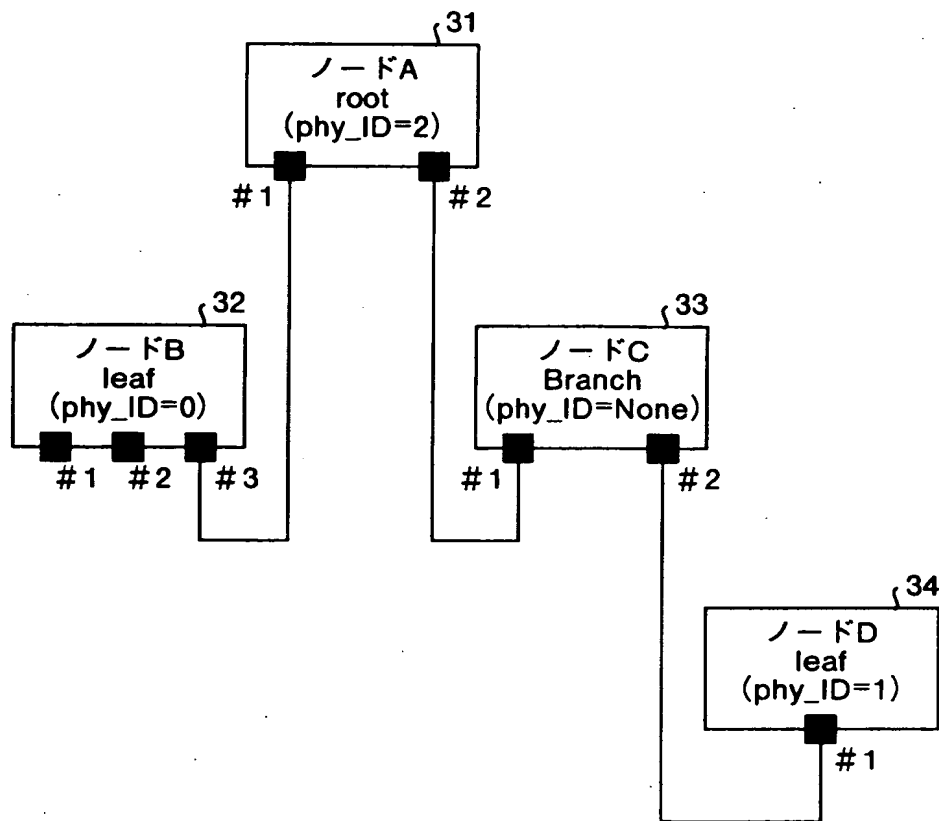 31
ノードA
root
(phy_ID=2)
#1
#2
32
ノードB
leaf
(phy_ID=0)
#1
#2
#3
33
ノードC
Branch
(phy_ID=None)
#1
#2
34
ノードD
leaf
(phy_ID=1)
#1